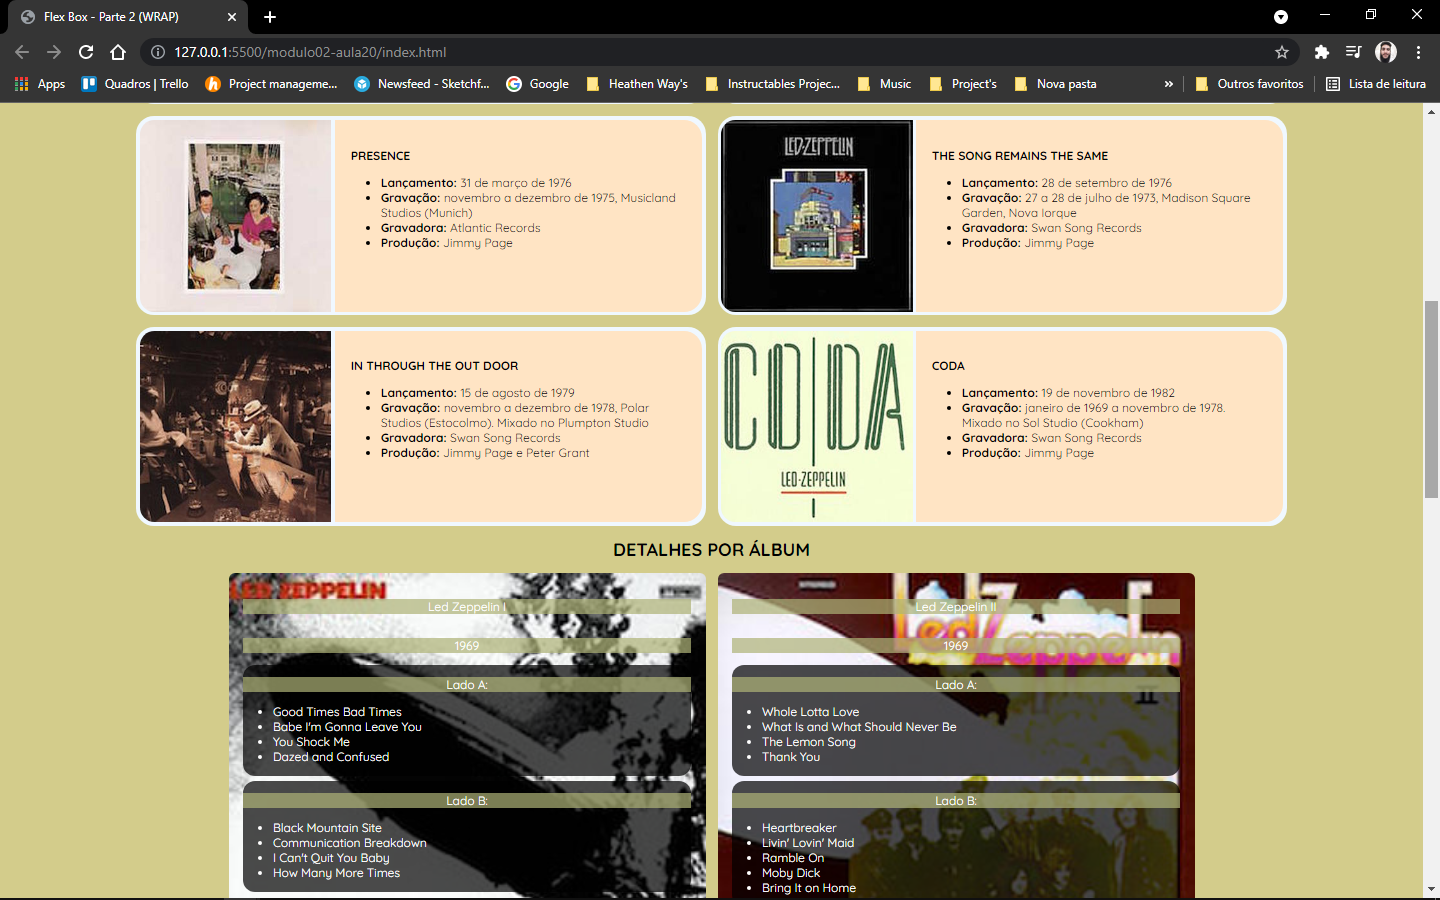 Flex Box - Parte 2 (WRAP)
127.0.0.1:5500/modulo02-aula20/index.html
Apps
Quadros | Trello
Project manageme...
Newsfeed - Sketchf...
Google
Heathen Way's
Instructables Projec...
Music
Project's
Nova pasta
»
Outros favoritos
Lista de leitura
PRESENCE
• Lançamento: 31 de março de 1976
• Gravação: novembro a dezembro de 1975, Musicland
Studios (Munich)
• Gravadora: Atlantic Records
• Produção: Jimmy Page
LED-ZEPPELIN
THE SONG REMAINS THE SAME
• Lançamento: 28 de setembro de 1976
• Gravação: 27 a 28 de julho de 1973, Madison Square
Garden, Nova Iorque
• Gravadora: Swan Song Records
• Produção: Jimmy Page
IN THROUGH THE OUT DOOR
• Lançamento: 15 de agosto de 1979
• Gravação: novembro a dezembro de 1978, Polar
Studios (Estocolmo). Mixado no Plumpton Studio
• Gravadora: Swan Song Records
• Produção: Jimmy Page e Peter Grant
CODA
LED-ZEPPELIN
CODA
• Lançamento: 19 de novembro de 1982
• Gravação: janeiro de 1969 a novembro de 1978.
Mixado no Sol Studio (Cookham)
• Gravadora: Swan Song Records
• Produção: Jimmy Page
DETALHES POR ÁLBUM
LED ZEPPELIN
STEREO
Led Zeppelin I
1969
Lado A:
• Good Times Bad Times
• Babe I'm Gonna Leave You
• You Shock Me
• Dazed and Confused
Lado B:
• Black Mountain Site
• Communication Breakdown
• I Can't Quit You Baby
• How Many More Times
STEREO
Led Zeppelin
II
Led Zeppelin II
1969
Lado A:
• Whole Lotta Love
• What Is and What Should Never Be
• The Lemon Song
• Thank You
Lado B:
• Heartbreaker
• Livin' Lovin' Maid
• Ramble On
• Moby Dick
• Bring It on Home